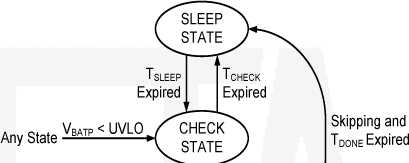 SLEEP
STATE
TSLEEP
Expired
TCHECK
Expired
Skipping and
TDONE Expired
Any State
VBATP < UVLO
CHECK
STATE